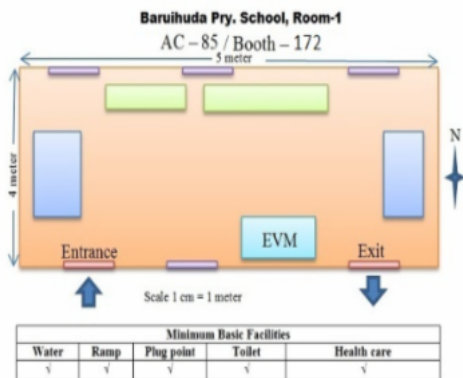 Baruihuda Pry. School, Room-1
AC – 85 / Booth – 172
5 meter
4 meter
N
Entrance
EVM
Exit
Scale 1 cm = 1 meter
Minimum Basic Facilities
Water Ramp Plug point Toilet Health care
√ √ √ √ √